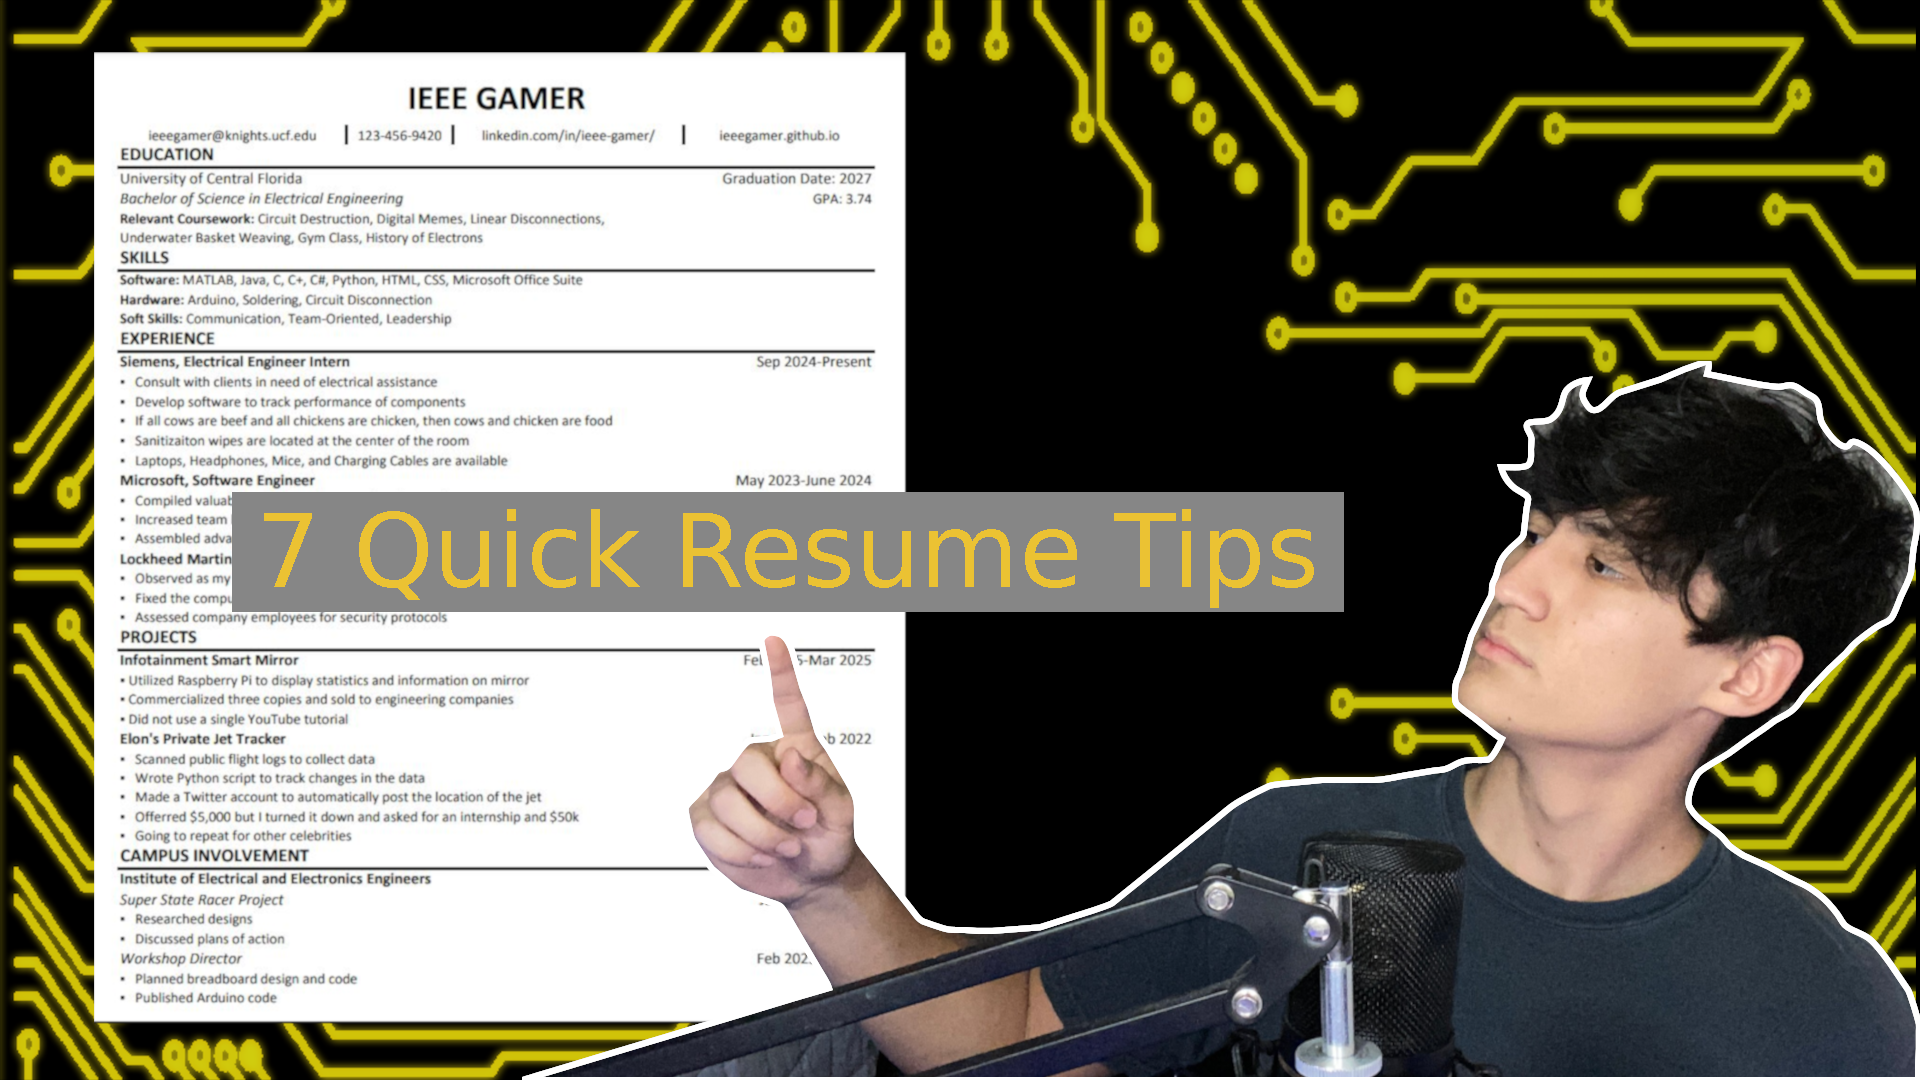 IEEE GAMER
ieeegamer@knights.ucf.edu | 123-456-9420 | linkedin.com/in/ieee-gamer/ | ieeegamer.github.io
EDUCATION
University of Central Florida Graduation Date: 2027
Bachelor of Science in Electrical Engineering GPA: 3.74
Relevant Coursework: Circuit Destruction, Digital Memes, Linear Disconnections,
Underwater Basket Weaving, Gym Class, History of Electrons
SKILLS
Software: MATLAB, Java, C, C+, C#, Python, HTML, CSS, Microsoft Office Suite
Hardware: Arduino, Soldering, Circuit Disconnection
Soft Skills: Communication, Team-Oriented, Leadership
EXPERIENCE
Siemens, Electrical Engineer Intern Sep 2024-Present
▪ Consult with clients in need of electrical assistance
▪ Develop software to track performance of components
▪ If all cows are beef and all chickens are chicken, then cows and chicken are food
▪ Sanitizaiton wipes are located at the center of the room
▪ Laptops, Headphones, Mice, and Charging Cables are available
Microsoft, Software Engineer May 2023-June 2024
▪ Compiled
▪ Increased team
▪ Assembled
Lockheed Martin
▪ Observed as my
▪ Fixed the
▪ Assessed company employees for security protocols
7 Quick Resume Tips
PROJECTS
Infotainment Smart Mirror Mar 2025
▪ Utilized Raspberry Pi to display statistics and information on mirror
▪ Commercialized three copies and sold to engineering companies
▪ Did not use a single YouTube tutorial
Elon's Private Jet Tracker 2022
▪ Scanned public flight logs to collect data
▪ Wrote Python script to track changes in the data
▪ Made a Twitter account to automatically post the location of the jet
▪ Offerred $5,000 but I turned it down and asked for an internship and $50k
▪ Going to repeat for other celebrities
CAMPUS INVOLVEMENT
Institute of Electrical and Electronics Engineers
Super State Racer Project
▪ Researched designs
▪ Discussed plans of action
Workshop Director Feb
▪ Planned breadboard design and code
▪ Published Arduino code